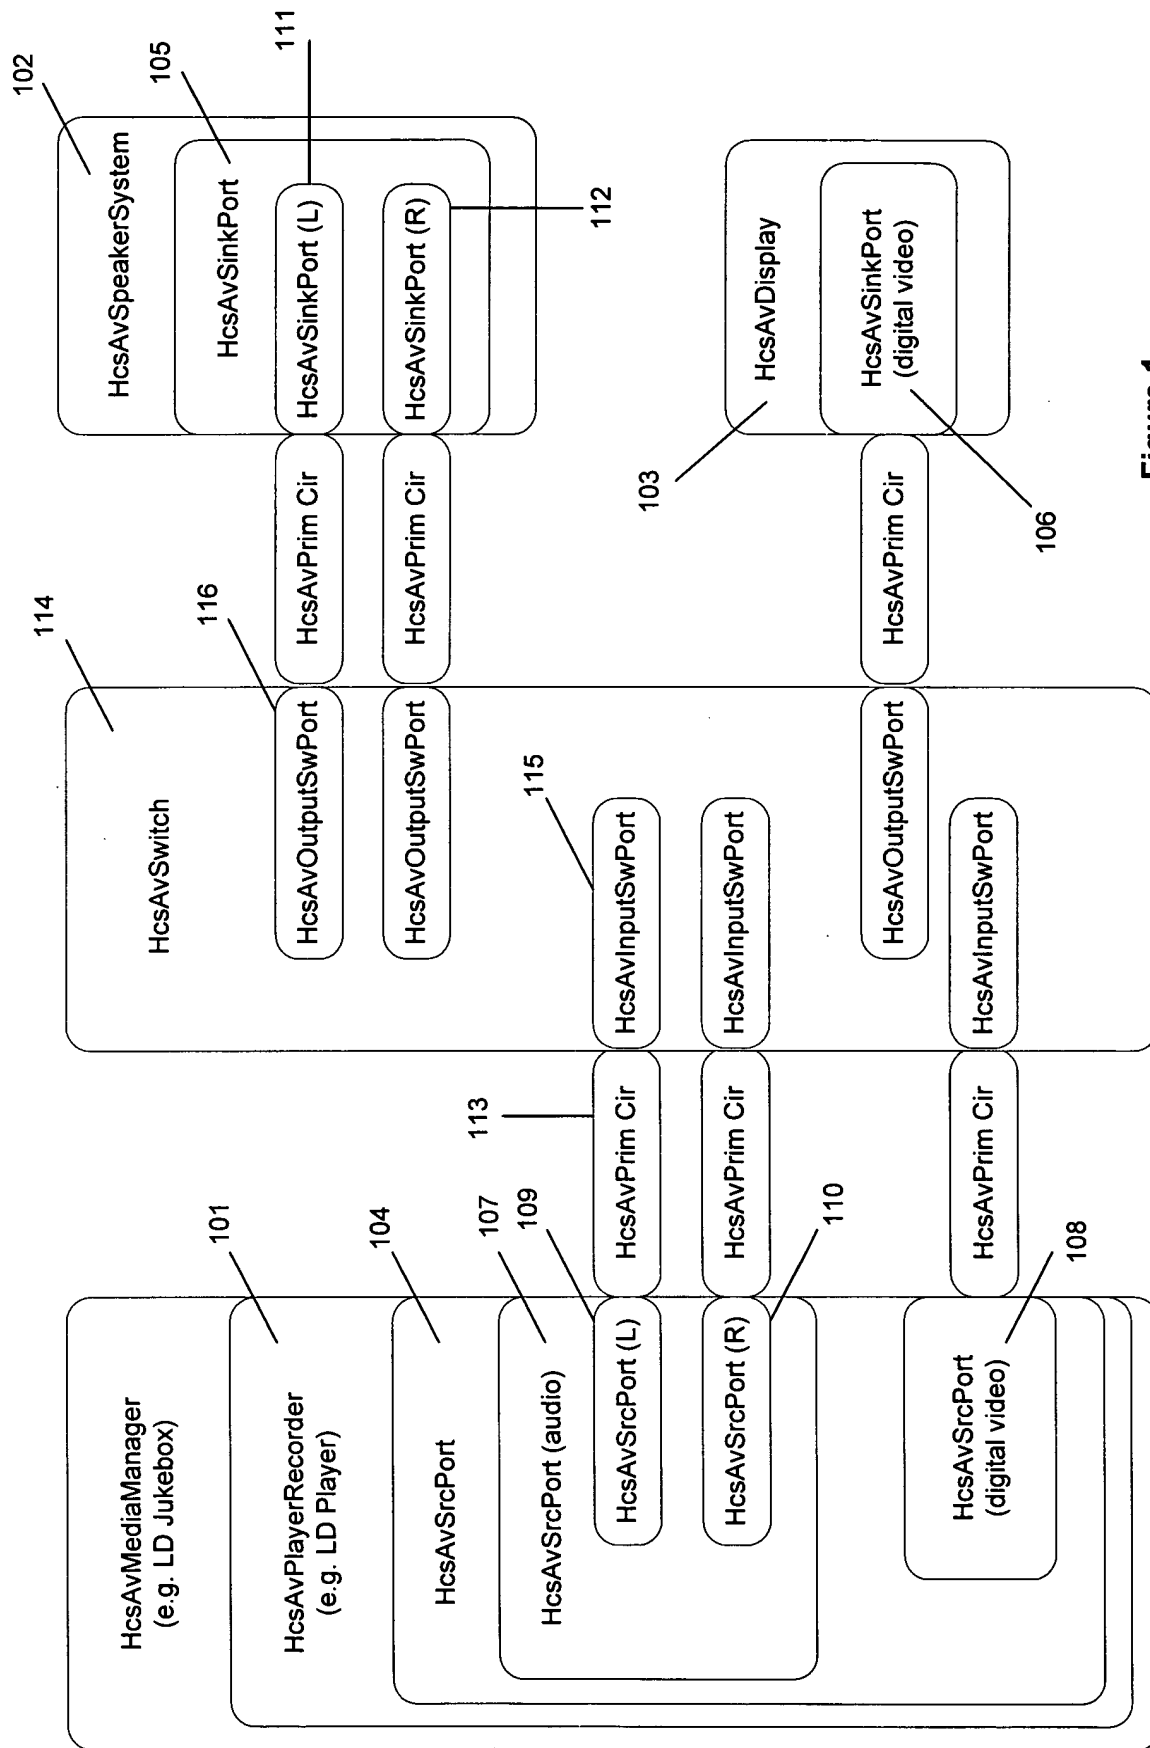 HcsAvMediaManager
(e.g. LD Jukebox)
101
HcsAvPlayerRecorder
(e.g. LD Player)
104
HcsAvSrcPort
107
HcsAvSrcPort (audio)
109
HcsAvSrcPort (L)
HcsAvSrcPort (R)
110
HcsAvSrcPort
(digital video)
108
113
HcsAvPrim Cir
HcsAvPrim Cir
HcsAvPrim Cir
114
HcsAvSwitch
116
HcsAvOutputSwPort
HcsAvOutputSwPort
115
HcsAvInputSwPort
HcsAvInputSwPort
HcsAvOutputSwPort
HcsAvInputSwPort
HcsAvPrim Cir
HcsAvPrim Cir
HcsAvPrim Cir
102
HcsAvSpeakerSystem
105
HcsAvSinkPort
111
HcsAvSinkPort (L)
HcsAvSinkPort (R)
112
103
HcsAvDisplay
HcsAvSinkPort
(digital video)
106
Figure 1